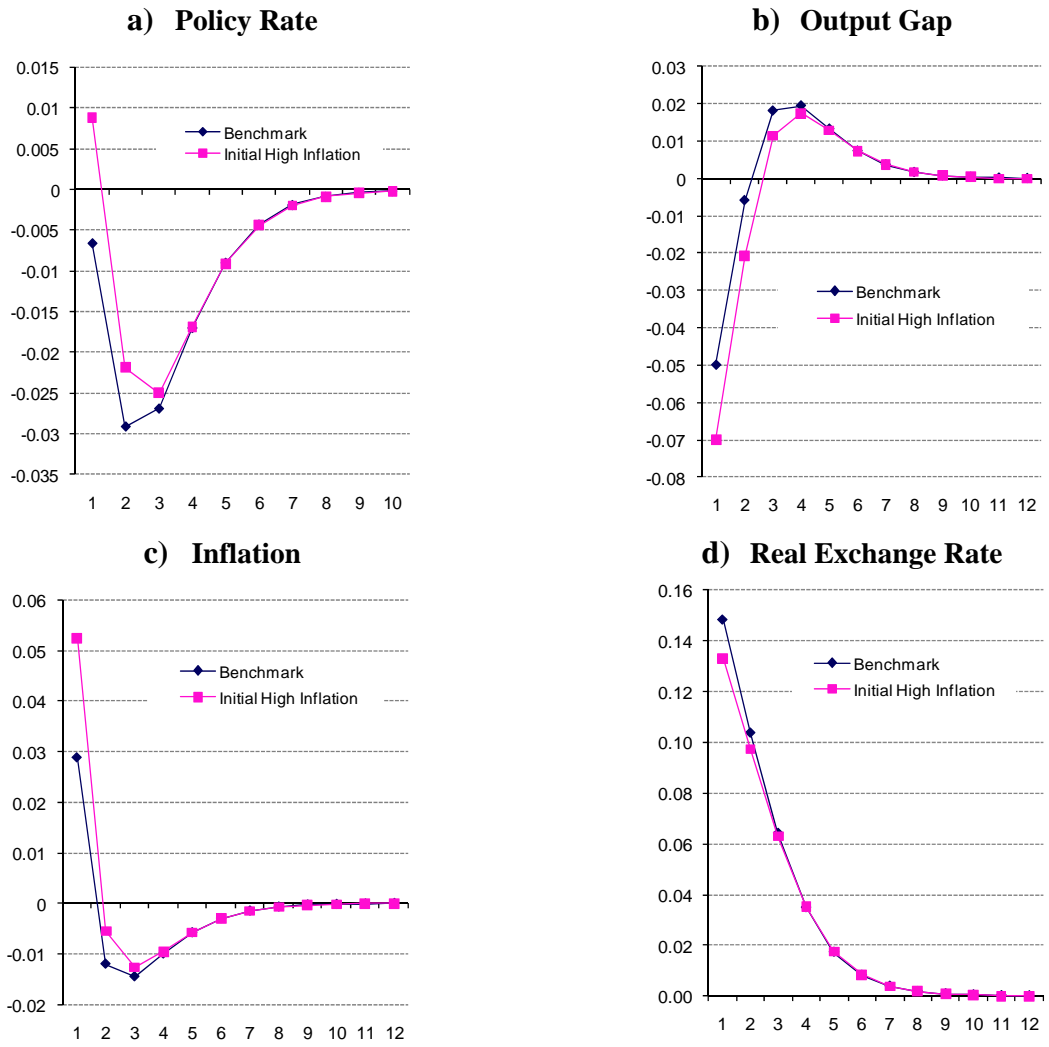 a) Policy Rate
0.015
0.01
0.005
0
-0.005
-0.01
-0.015
-0.02
-0.025
-0.03
-0.035
Benchmark
Initial High Inflation
1 2 3 4 5 6 7 8 9 10
b) Output Gap
0.03
0.02
0.01
0
-0.01
-0.02
-0.03
-0.04
-0.05
-0.06
-0.07
-0.08
Benchmark
Initial High Inflation
1 2 3 4 5 6 7 8 9 10 11 12
c) Inflation
0.06
0.05
0.04
0.03
0.02
0.01
0
-0.01
-0.02
Benchmark
Initial High Inflation
1 2 3 4 5 6 7 8 9 10 11 12
d) Real Exchange Rate
0.16
0.14
0.12
0.10
0.08
0.06
0.04
0.02
0.00
Benchmark
Initial High Inflation
1 2 3 4 5 6 7 8 9 10 11 12